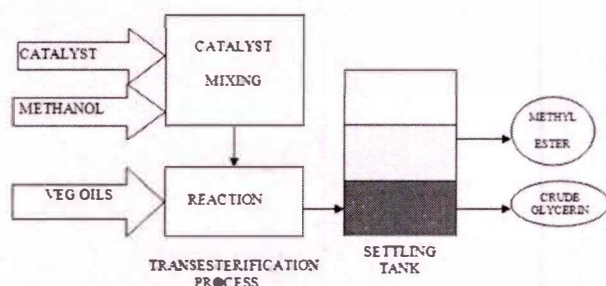 CATALYST
METHANOL
CATALYST
MIXING
VEG OILS
REACTION
TRANSESTERIFICATION
PROCESS
SETTLING
TANK
METHYL
ESTER
CRUDE
GLYCERIN